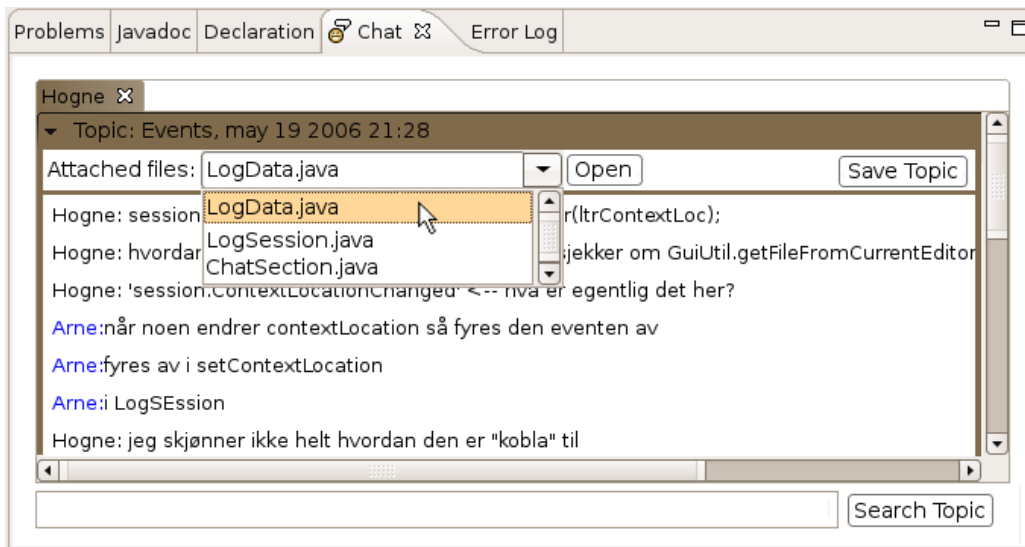 Problems Javadoc Declaration Chat Error Log
Hogne
Topic: Events, may 19 2006 21:28
Attached files: LogData.java Open Save Topic
LogData.java
LogSession.java
ChatSection.java
Hogne: session r(ltrContextLoc);
Hogne: hvordan sjekker om GuiUtil.getFileFromCurrentEditor
Hogne: 'session.ContextLocationChanged' <-- hva er egentlig det her?
Arne:når noen endrer contextLocation så fyres den eventen av
Arne:fyres av i setContextLocation
Arne:i LogSEssion
Hogne: jeg skjønner ikke helt hvordan den er "kobla" til
Search Topic